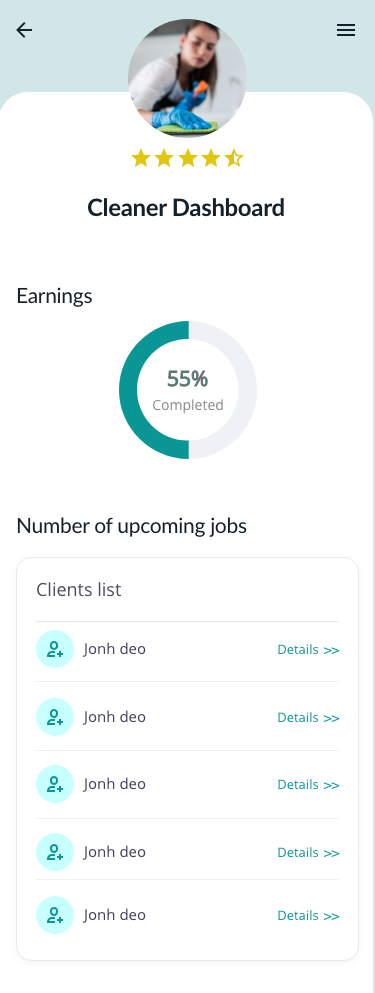 Cleaner Dashboard
Earnings
55%
Completed
Number of upcoming jobs
Clients list
Jonh deo Details >>
Jonh deo Details >>
Jonh deo Details >>
Jonh deo Details >>
Jonh deo Details >>